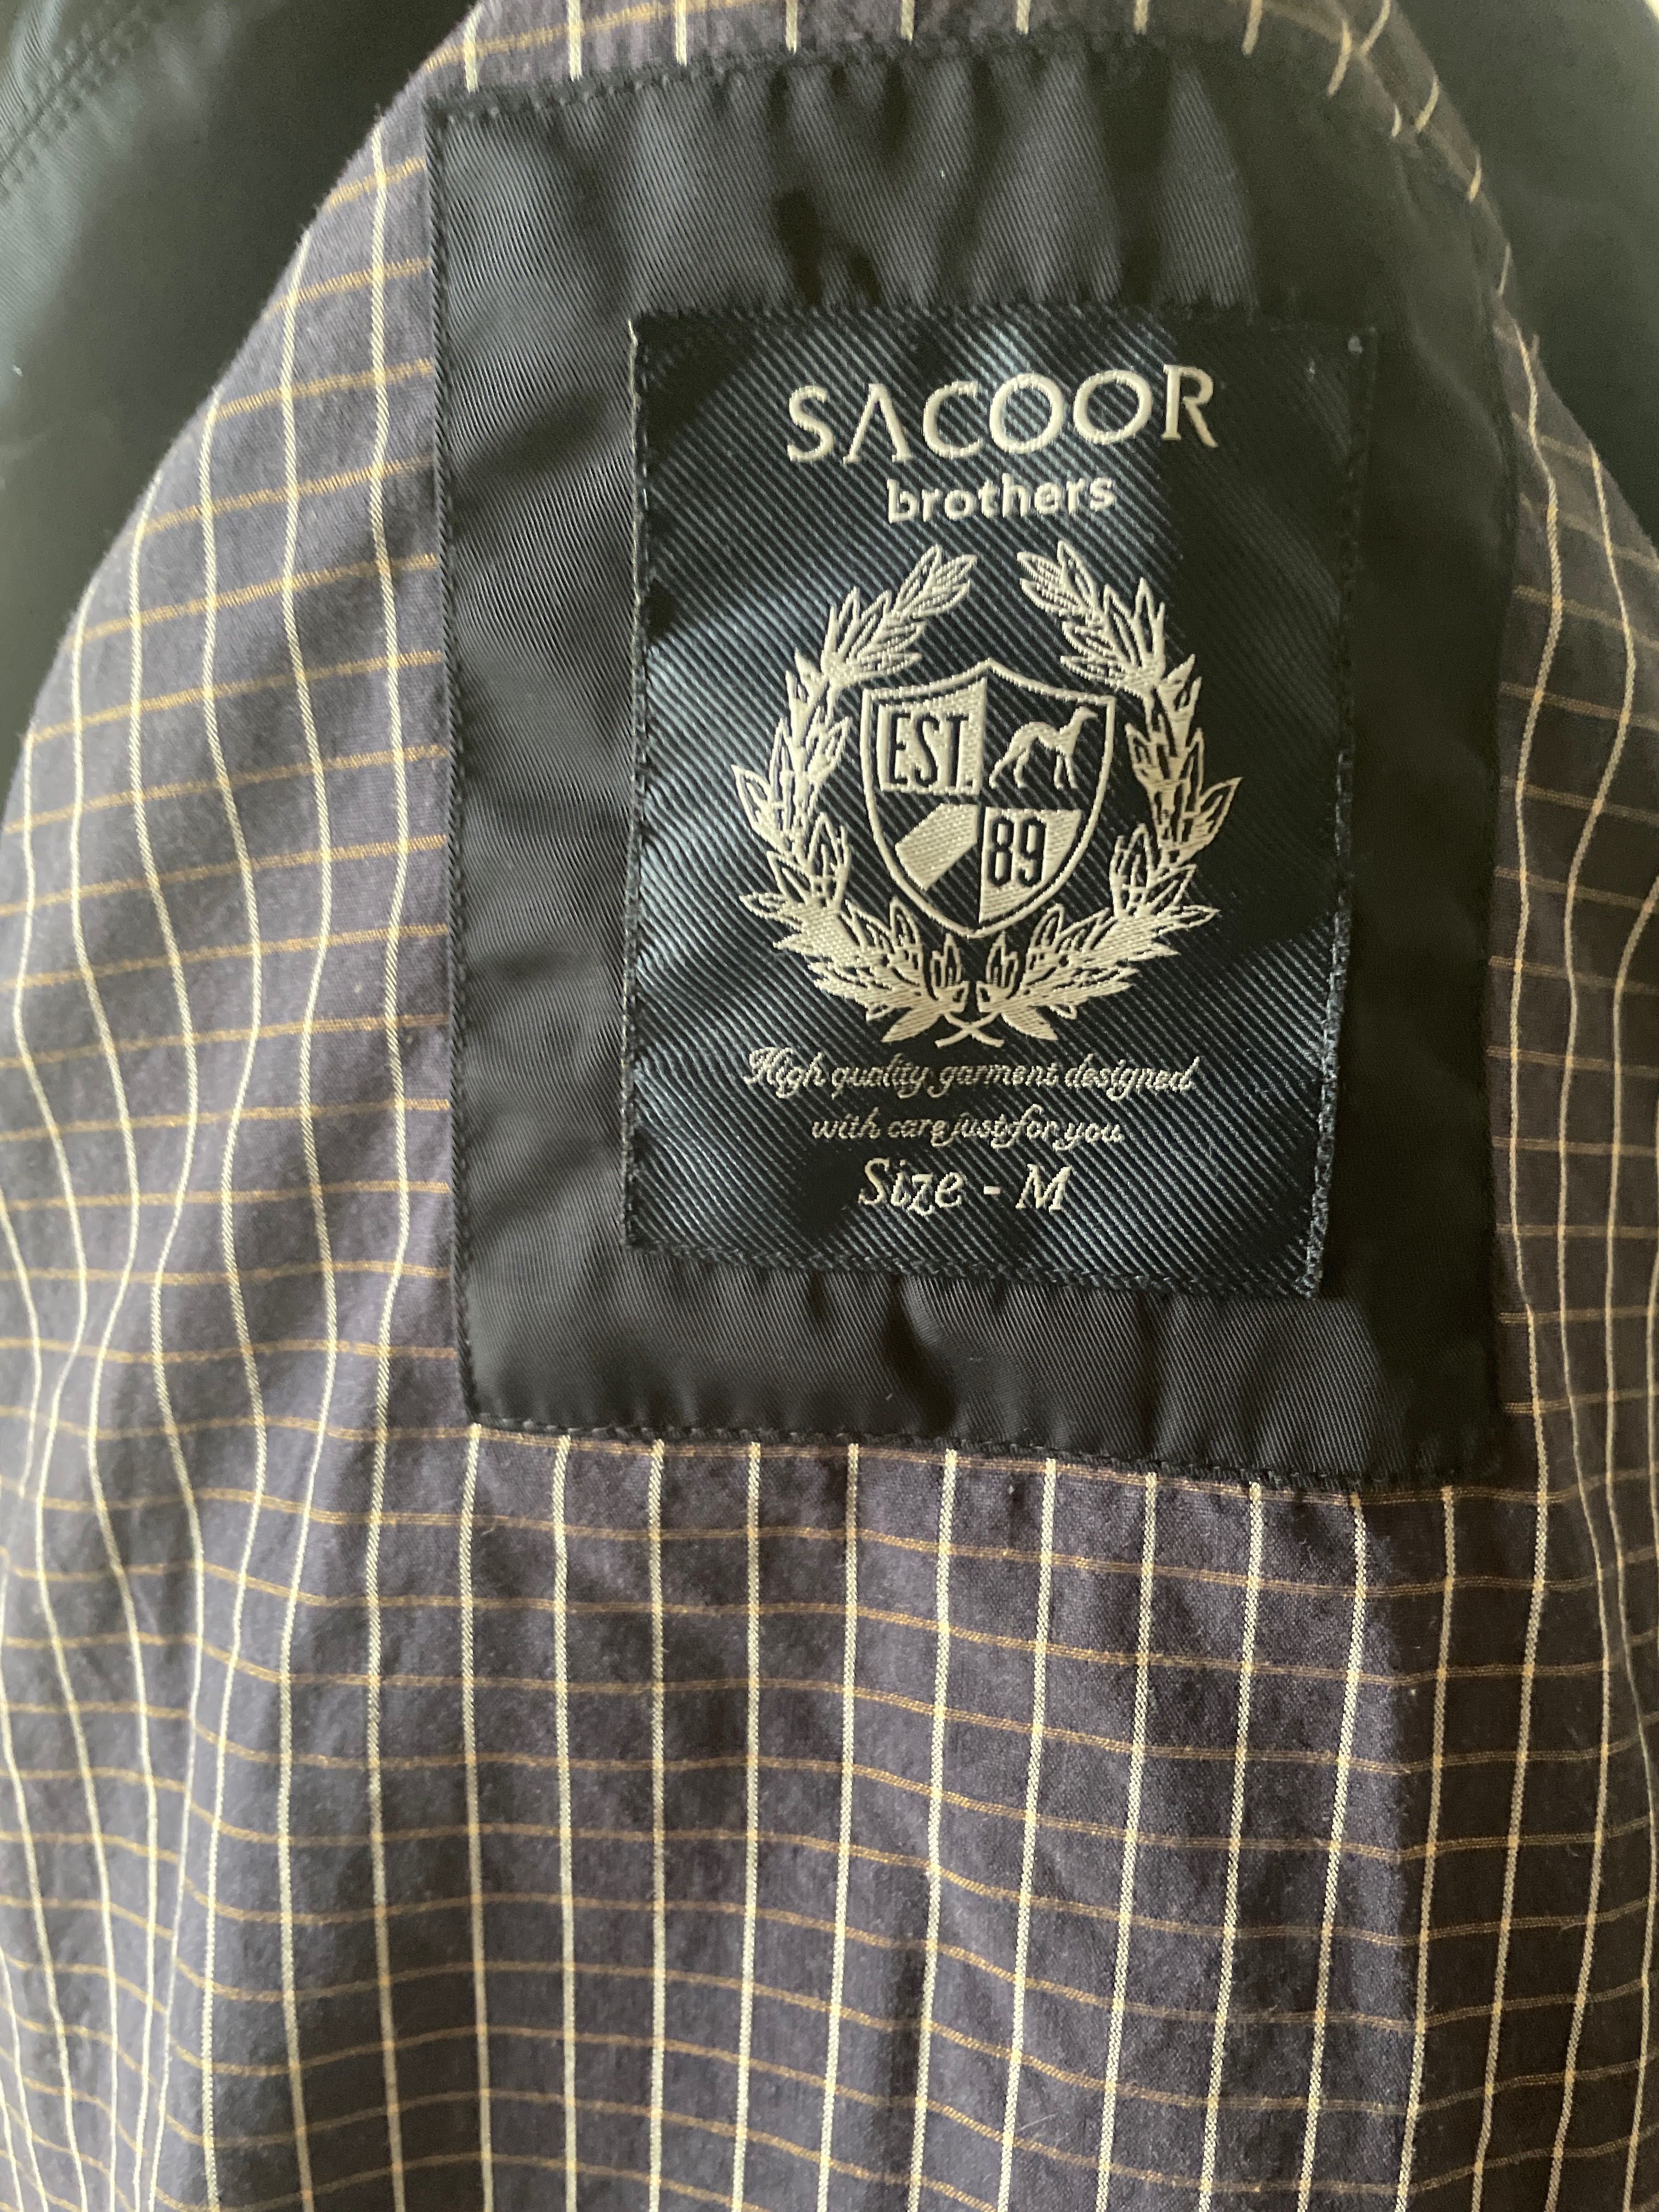 SACOOR
brothers
EST.
89
High quality garment designed
with care just for you
Size - M